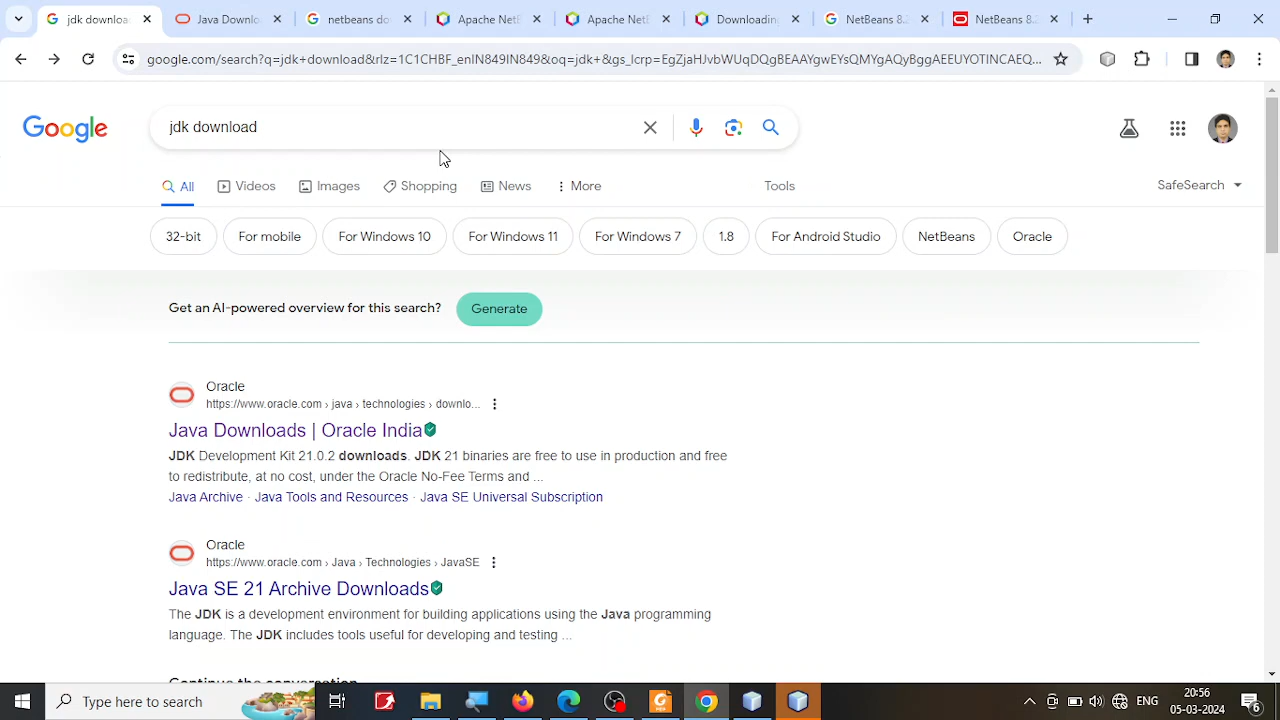 jdk downloa
Java Downlo
netbeans do
Apache NetB
Apache NetB
Downloading
NetBeans 8.
NetBeans 8.
google.com/search?q=jdk+download&rlz=1C1CHBF_enIN849IN849&oq=jdk+&gs_lcrp=EgZjaHJvbWUqDQgBEAAYgwEYsQMYgAQyBggAEEUYOTINCAEQ...
Google
jdk download
All
Videos
Images
Shopping
News
More
Tools
SafeSearch
32-bit
For mobile
For Windows 10
For Windows 11
For Windows 7
1.8
For Android Studio
NetBeans
Oracle
Get an AI-powered overview for this search?
Generate
Oracle
https://www.oracle.com › java › technologies › downlo...
Java Downloads | Oracle India
JDK Development Kit 21.0.2 downloads. JDK 21 binaries are free to use in production and free
to redistribute, at no cost, under the Oracle No-Fee Terms and ...
Java Archive · Java Tools and Resources · Java SE Universal Subscription
Oracle
https://www.oracle.com › Java › Technologies › JavaSE
Java SE 21 Archive Downloads
The JDK is a development environment for building applications using the Java programming
language. The JDK includes tools useful for developing and testing ...
Continue the conversation
Type here to search
ENG
20:56
05-03-2024
6